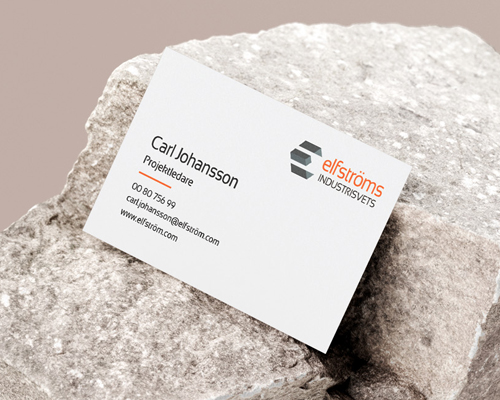 Carl Johansson
Projektledare
00 80 756 99
carl.johansson@elfström.com
www.elfström.com
elfströms
INDUSTRISVETS